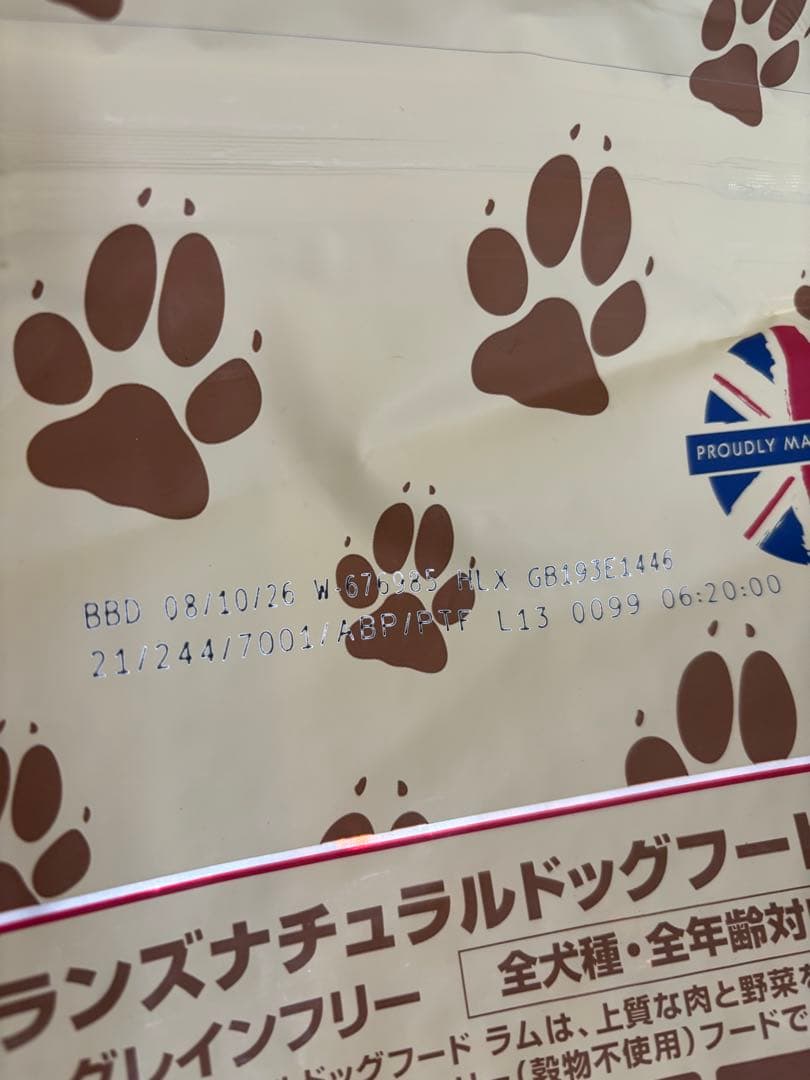 PROUDLY MA
BBD 08/10/26 W-676985 HLX GB193E1446
21/244/7001/ABP/PTF L13 0099 06:20:00
ランズナチュラルドッグフード
グレインフリー
全犬種・全年齢対
ドッグフード ラムは、上質な肉と野菜を
(穀物不使用)フードで